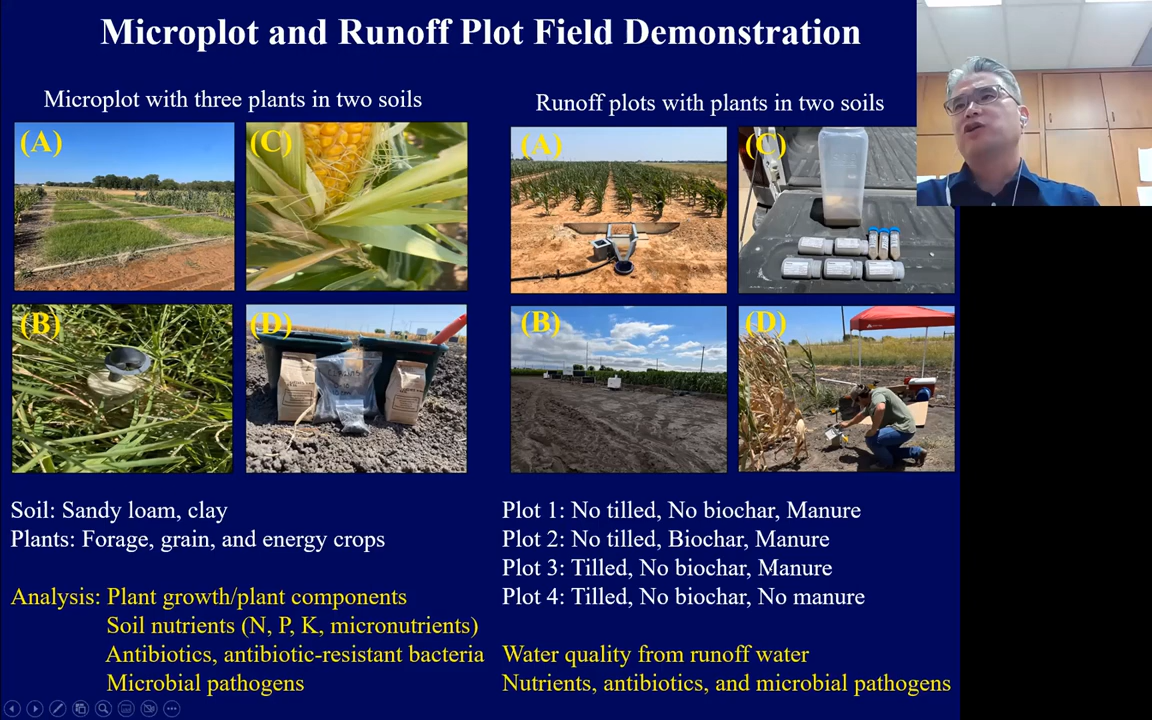 Microplot and Runoff Plot Field Demonstration
Microplot with three plants in two soils
(A)
(C)
(B)
(D)
Soil: Sandy loam, clay
Plants: Forage, grain, and energy crops
Analysis: Plant growth/plant components
Soil nutrients (N, P, K, micronutrients)
Antibiotics, antibiotic-resistant bacteria
Microbial pathogens
Runoff plots with plants in two soils
(A)
(C)
(B)
(D)
Plot 1: No tilled, No biochar, Manure
Plot 2: No tilled, Biochar, Manure
Plot 3: Tilled, No biochar, Manure
Plot 4: Tilled, No biochar, No manure
Water quality from runoff water
Nutrients, antibiotics, and microbial pathogens